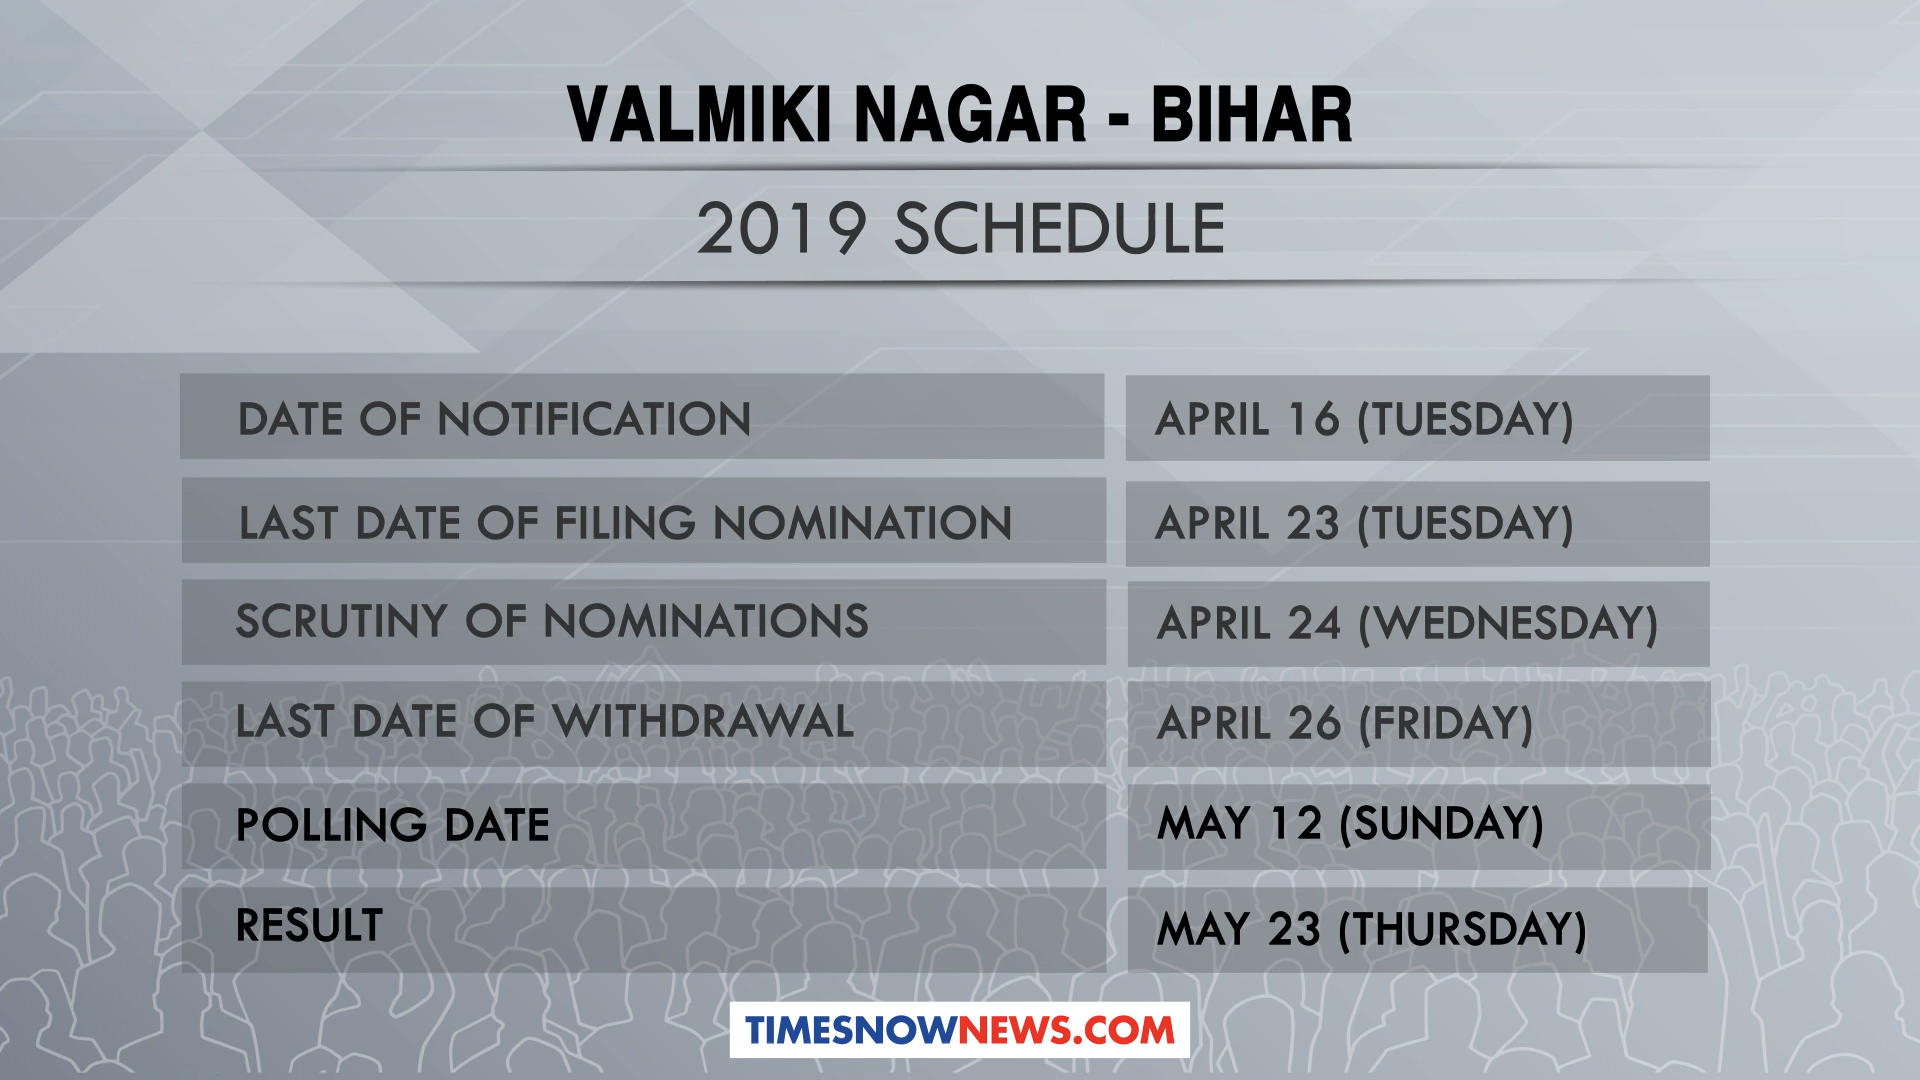 VALMIKI NAGAR - BIHAR
2019 SCHEDULE
DATE OF NOTIFICATION APRIL 16 (TUESDAY)
LAST DATE OF FILING NOMINATION APRIL 23 (TUESDAY)
SCRUTINY OF NOMINATIONS APRIL 24 (WEDNESDAY)
LAST DATE OF WITHDRAWAL APRIL 26 (FRIDAY)
POLLING DATE MAY 12 (SUNDAY)
RESULT MAY 23 (THURSDAY)
TIMESNOWNEWS.COM